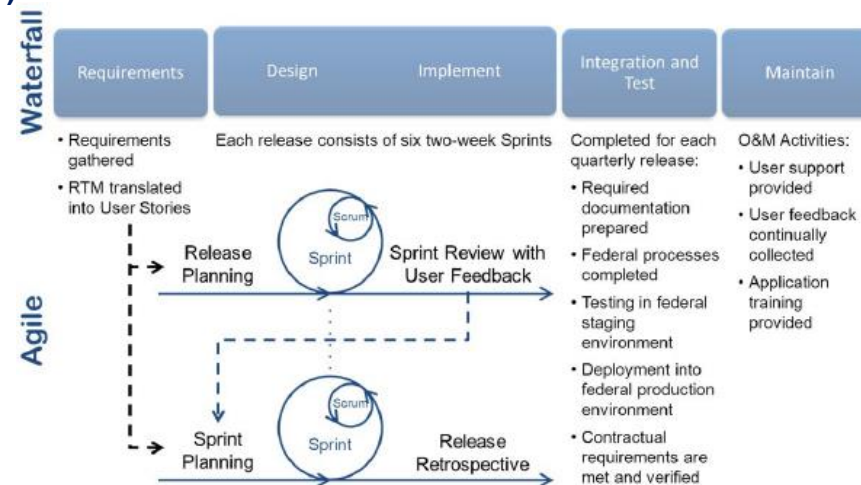 )
Waterfall
Requirements
Design
Implement
Integration and
Test
Maintain
• Requirements
gathered
• RTM translated
into User Stories
Each release consists of six two-week Sprints
Completed for each
quarterly release:
• Required
documentation
prepared
• Federal processes
completed
• Testing in federal
staging
environment
• Deployment into
federal production
environment
• Contractual
requirements are
met and verified
O&M Activities:
• User support
provided
• User feedback
continually
collected
• Application
training
provided
Agile
Release
Planning
Scrum
Sprint
Sprint Review with
User Feedback
Sprint
Planning
Scrum
Sprint
Release
Retrospective